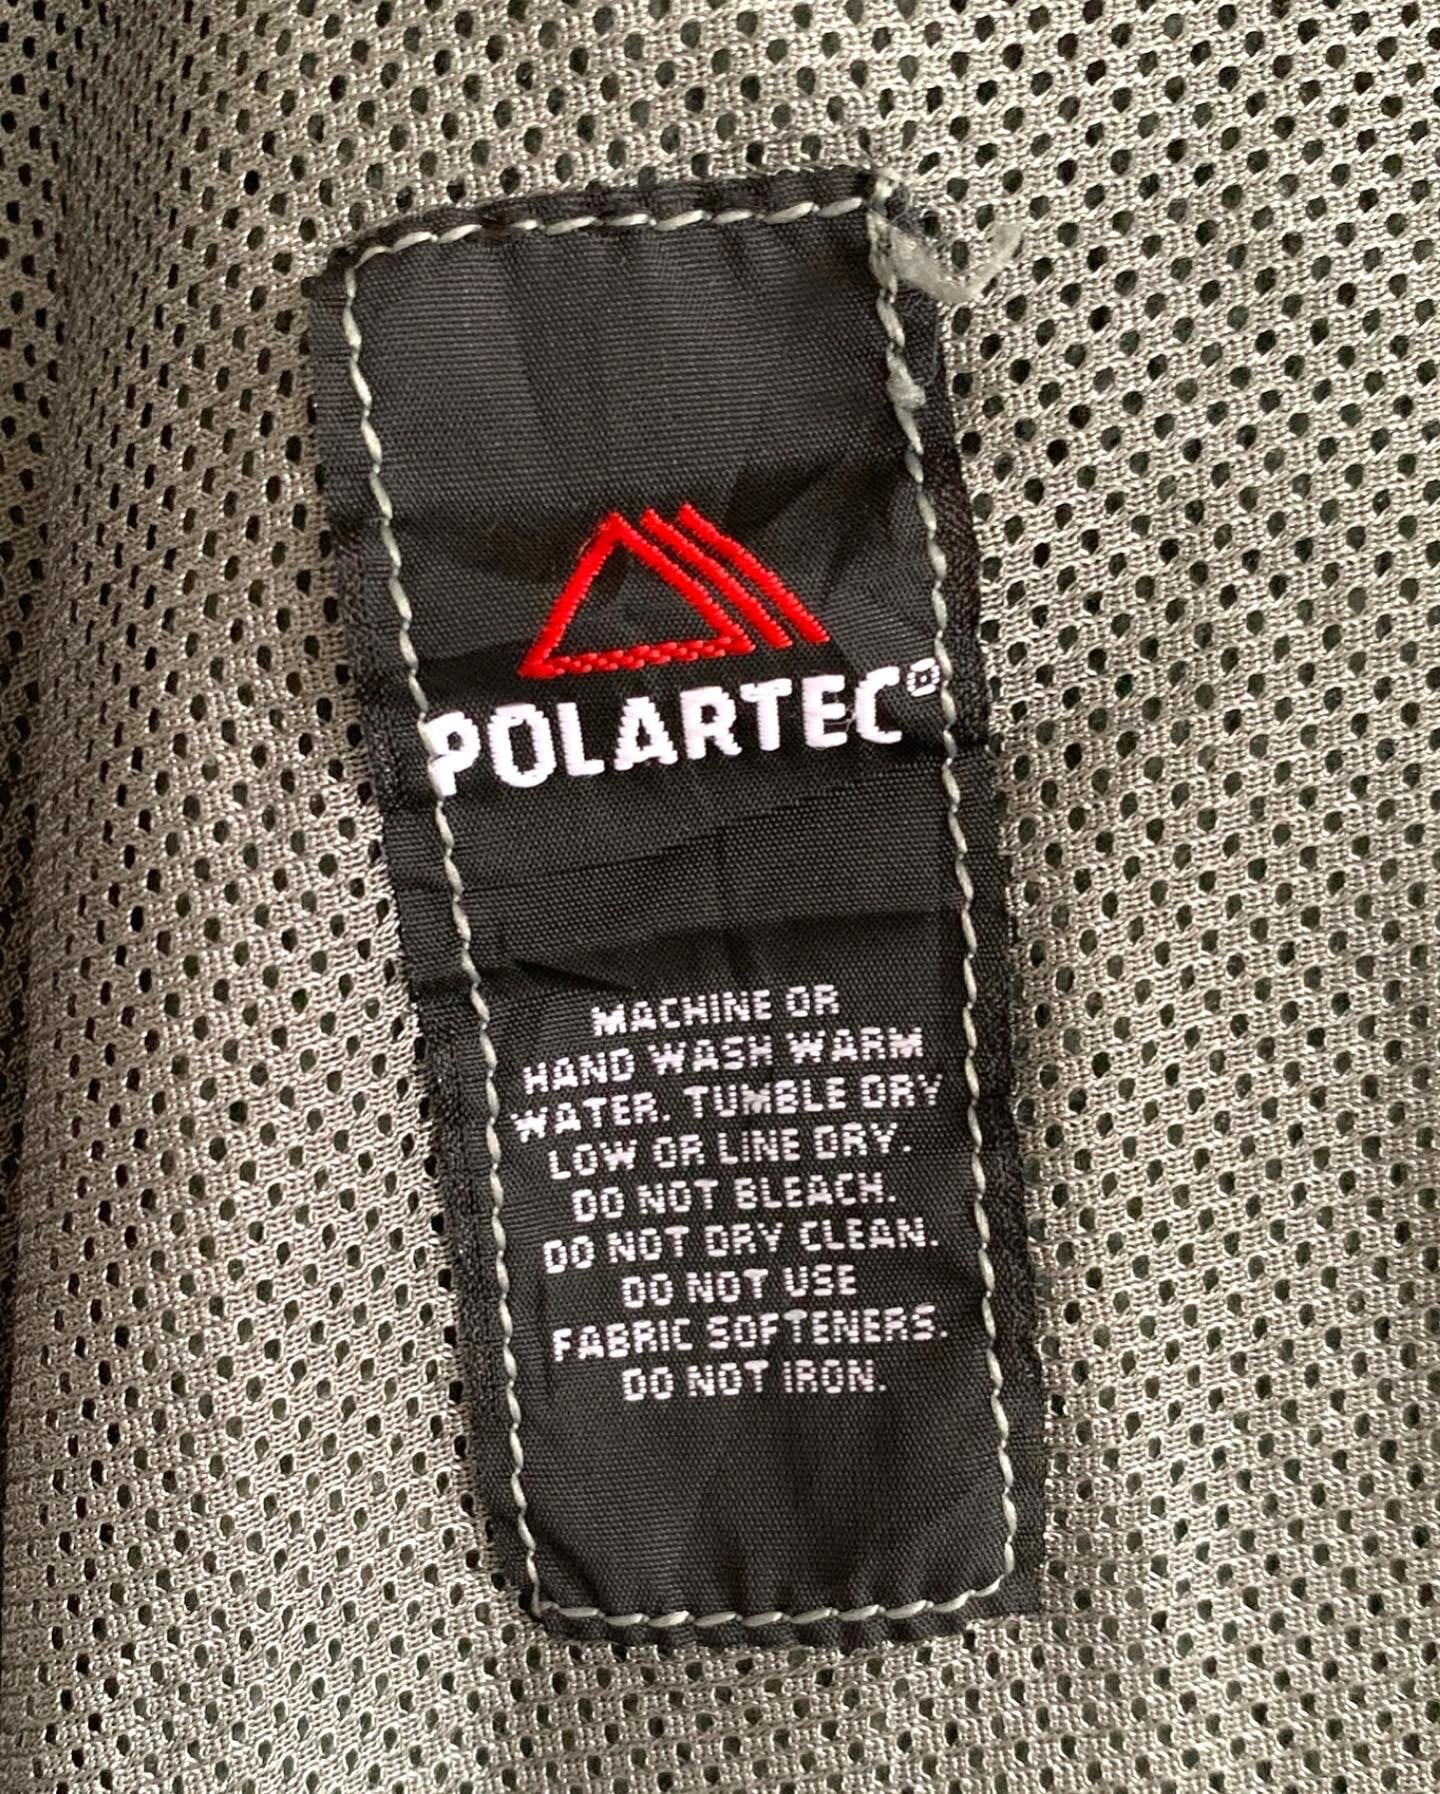 POLARTEC®
MACHINE OR
HAND WASH WARM
WATER. TUMBLE DRY
LOW OR LINE DRY.
DO NOT BLEACH.
DO NOT DRY CLEAN.
DO NOT USE
FABRIC SOFTENERS.
DO NOT IRON.